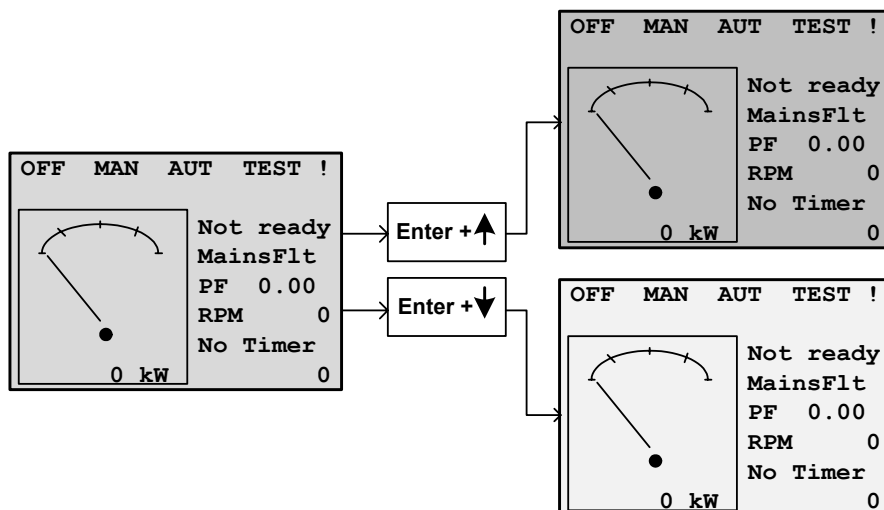 OFF MAN AUT TEST !
Not ready
MainsFlt
PF 0.00
RPM 0
No Timer
0 kW 0
Enter +
Enter +
OFF MAN AUT TEST !
Not ready
MainsFlt
PF 0.00
RPM 0
No Timer
0 kW 0
OFF MAN AUT TEST !
Not ready
MainsFlt
PF 0.00
RPM 0
No Timer
0 kW 0